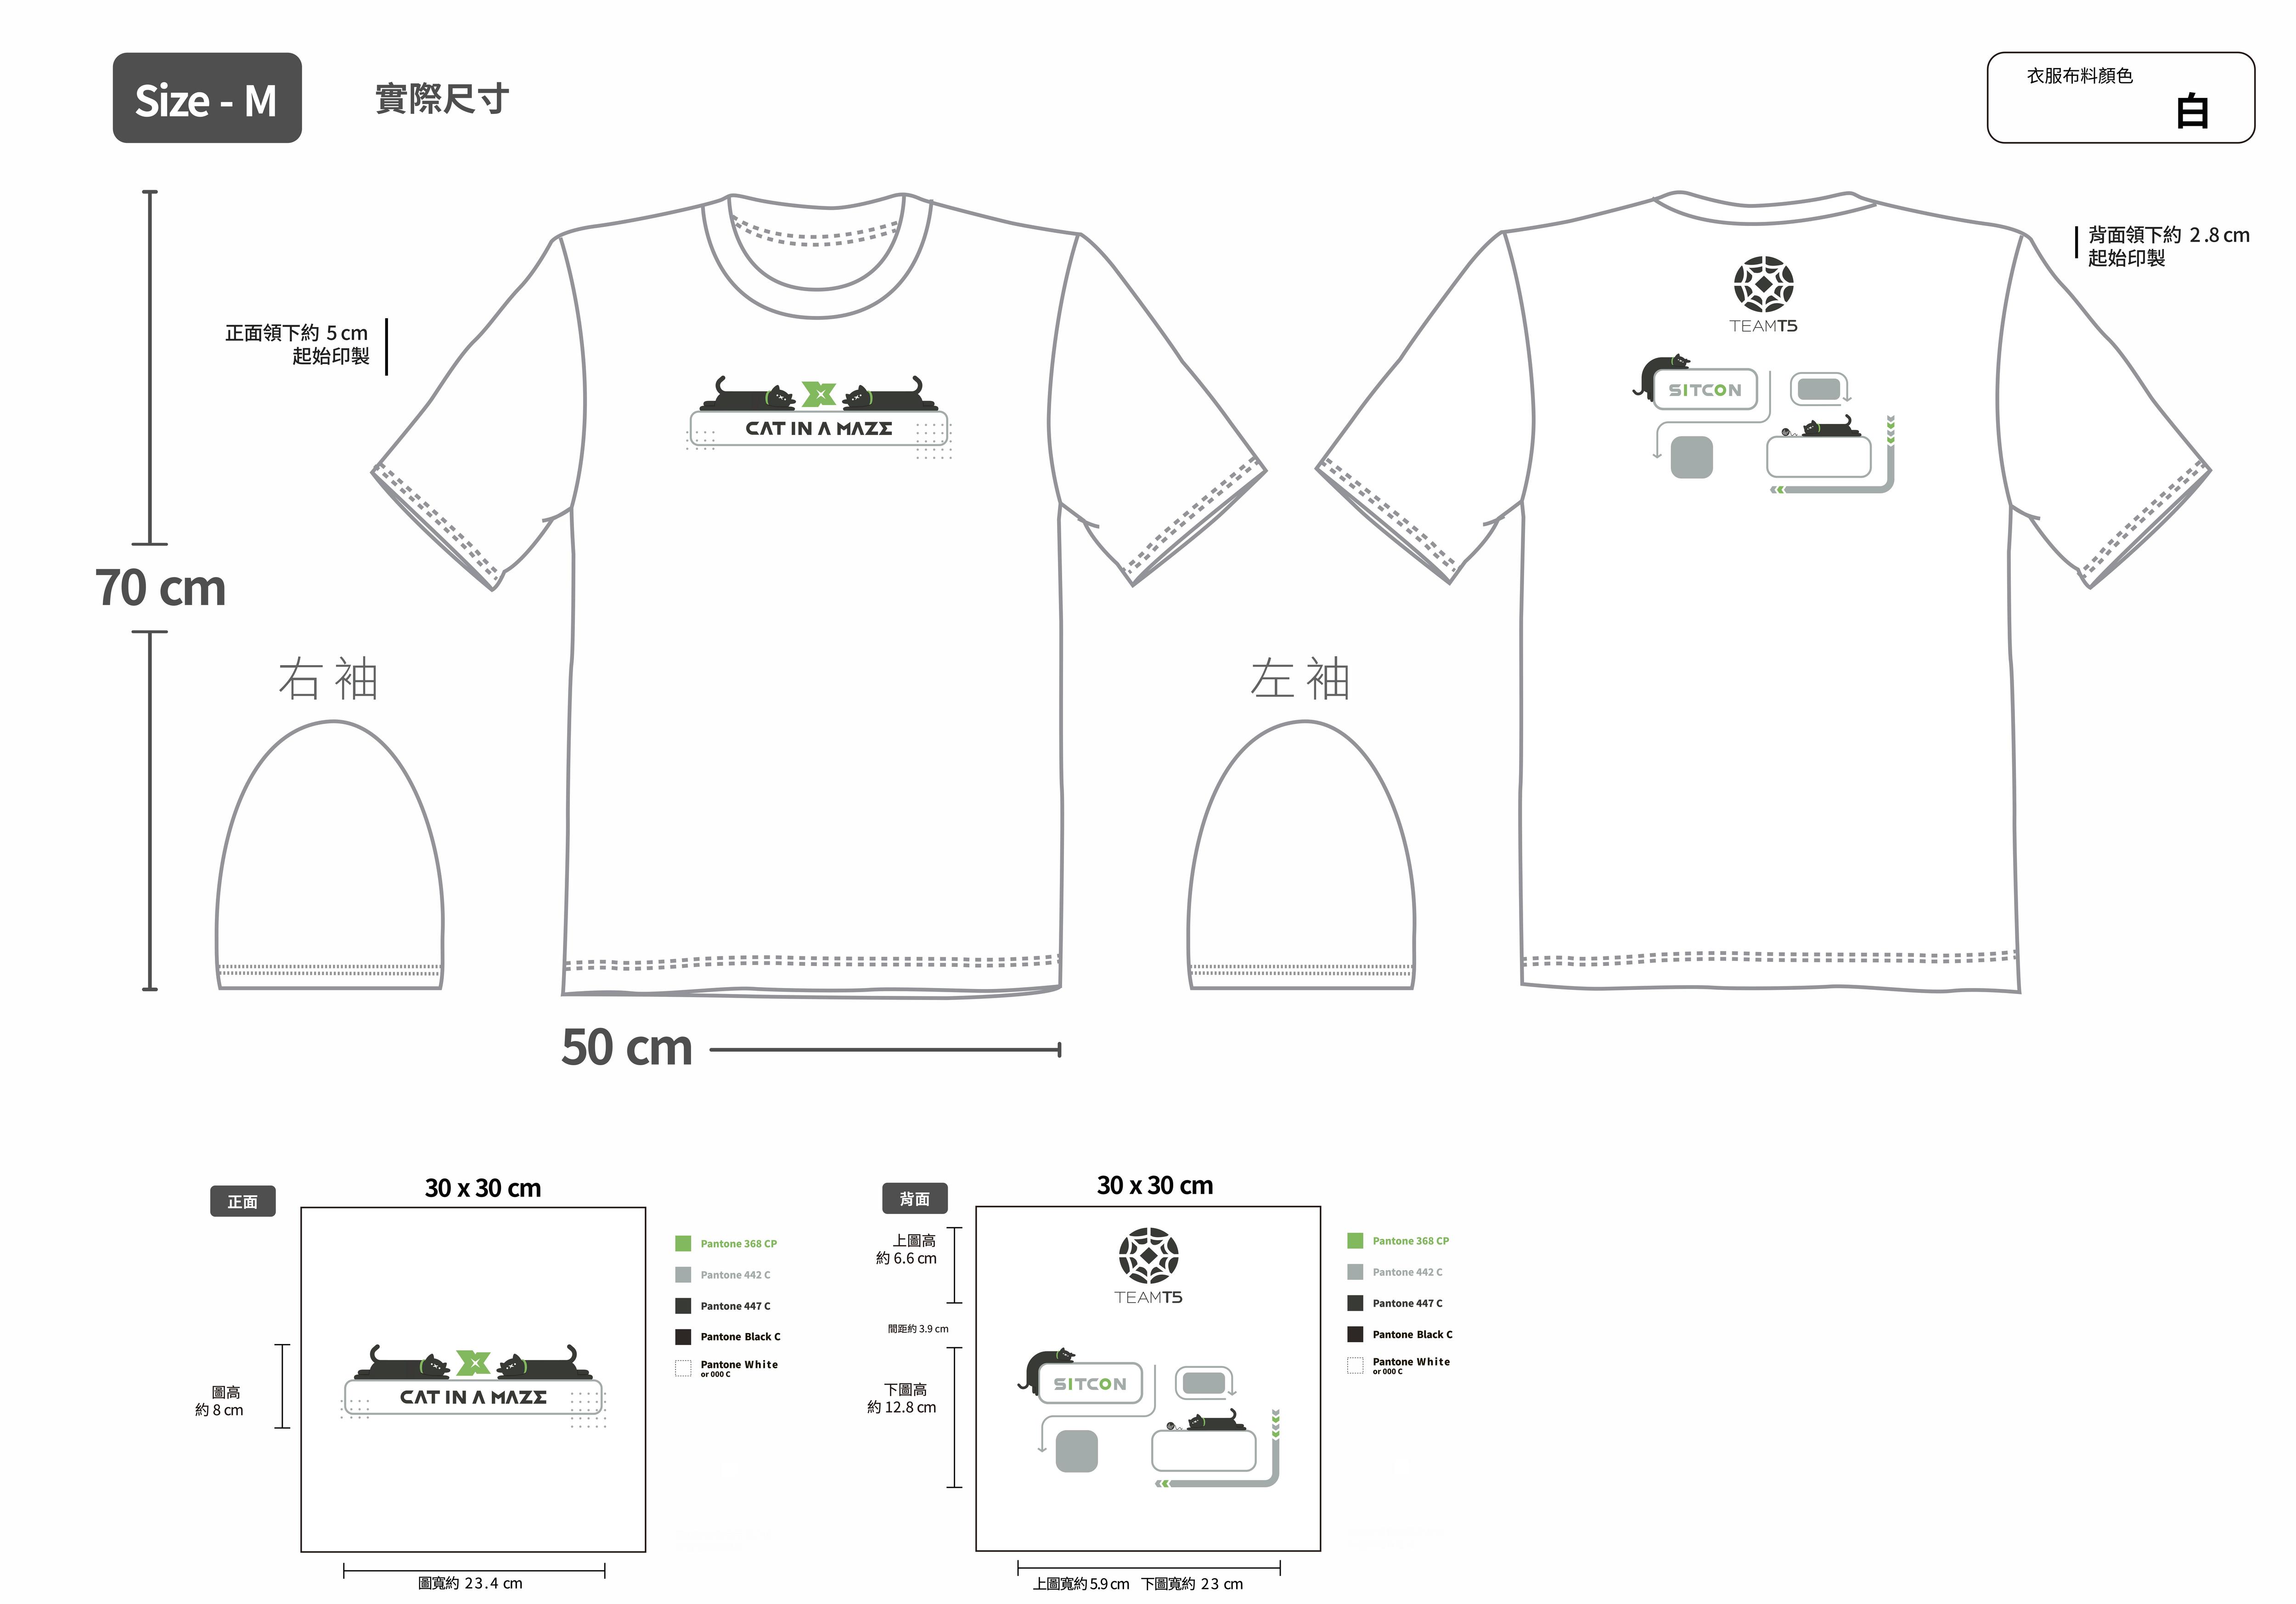 Size - M
實際尺寸
衣服布料顏色
白
背面領下約 2.8 cm
起始印製
正面領下約 5 cm
起始印製
TEAMT5
SITCON
CAT IN A MAZE
70 cm
右袖
左袖
50 cm
正面
30 x 30 cm
圖高
約 8 cm
CAT IN A MAZE
圖寬約 23.4 cm
Pantone 368 CP
Pantone 442 C
Pantone 447 C
Pantone Black C
Pantone White
or 000 C
背面
30 x 30 cm
上圖高
約 6.6 cm
間距約 3.9 cm
下圖高
約 12.8 cm
TEAMT5
SITCON
上圖寬約 5.9 cm 下圖寬約 23 cm
Pantone 368 CP
Pantone 442 C
Pantone 447 C
Pantone Black C
Pantone White
or 000 C